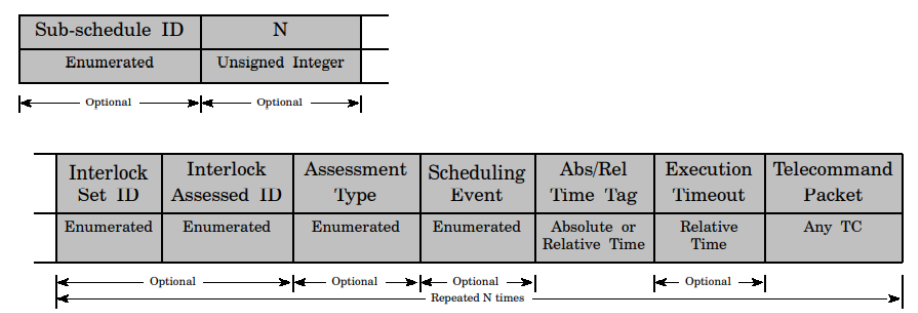 Sub-schedule ID N
Enumerated Unsigned Integer
Optional Optional
Interlock Interlock Assessment Scheduling Abs/Rel Execution Telecommand
Set ID Assessed ID Type Event Time Tag Timeout Packet
Enumerated Enumerated Enumerated Enumerated Absolute or Relative Any TC
Relative Time Time
Optional Optional Optional Optional
Repeated N times